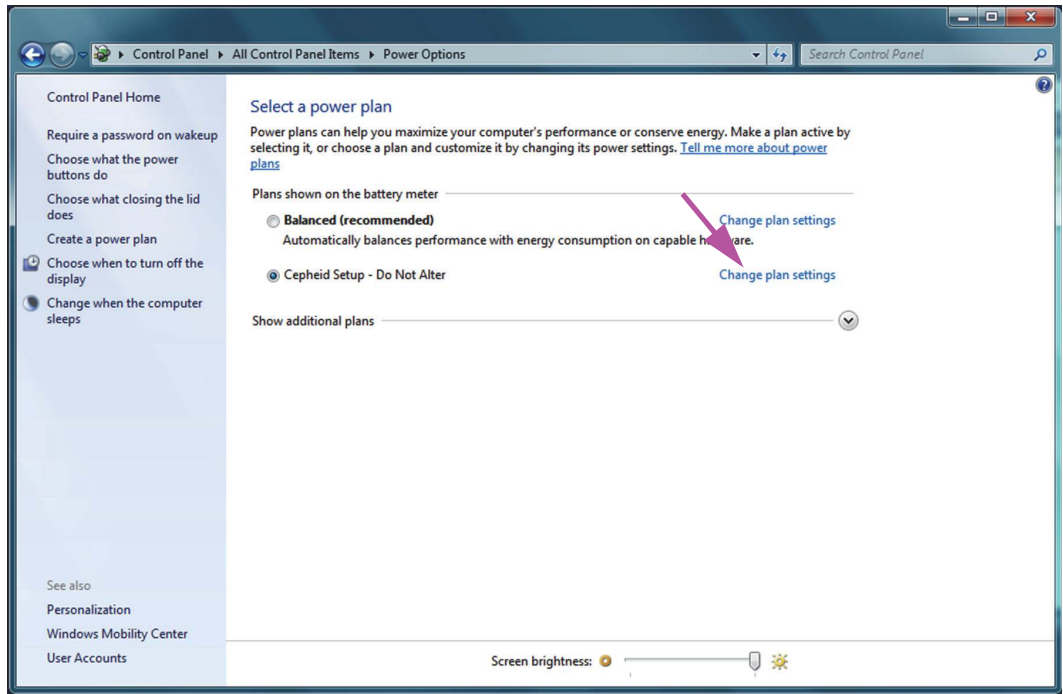 Control Panel ▸ All Control Panel Items ▸ Power Options
Search Control Panel
Control Panel Home
Require a password on wakeup
Choose what the power
buttons do
Choose what closing the lid
does
Create a power plan
Choose when to turn off the
display
Change when the computer
sleeps
See also
Personalization
Windows Mobility Center
User Accounts
Select a power plan
Power plans can help you maximize your computer's performance or conserve energy. Make a plan active by
selecting it, or choose a plan and customize it by changing its power settings. Tell me more about power
plans
Plans shown on the battery meter
Balanced (recommended) Change plan settings
Automatically balances performance with energy consumption on capable hardware.
Cepheid Setup - Do Not Alter Change plan settings
Show additional plans
Screen brightness: